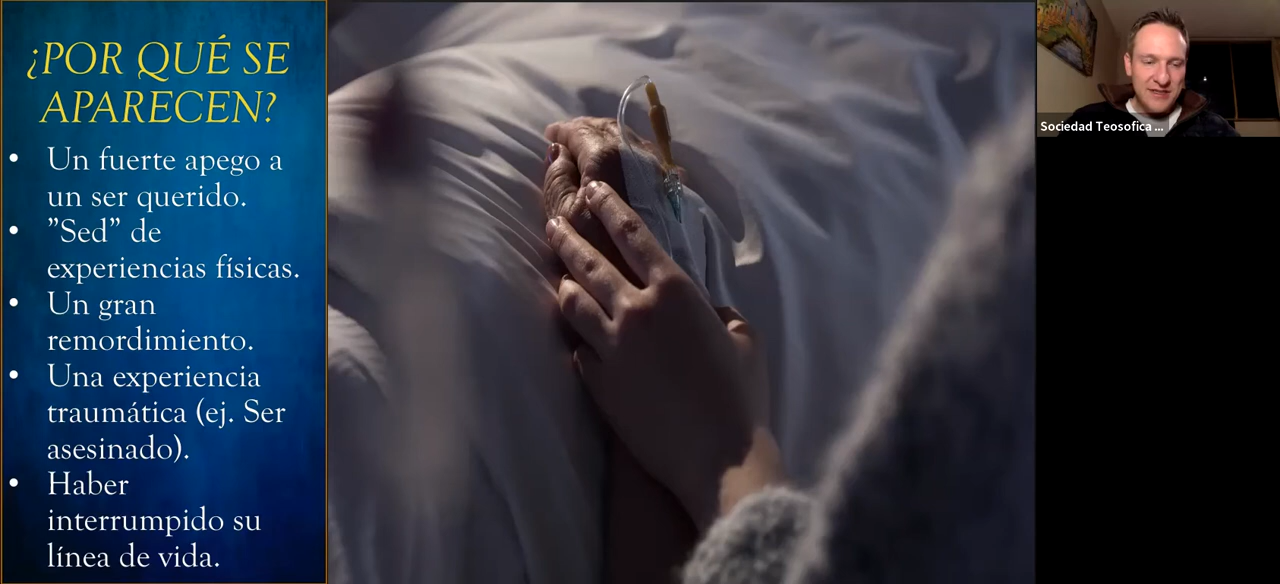 ¿POR QUÉ SE
APARECEN?
• Un fuerte apego a
un ser querido.
• ”Sed” de
experiencias físicas.
• Un gran
remordimiento.
• Una experiencia
traumática (ej. Ser
asesinado).
• Haber
interrumpido su
línea de vida.
Sociedad Teosofica ...